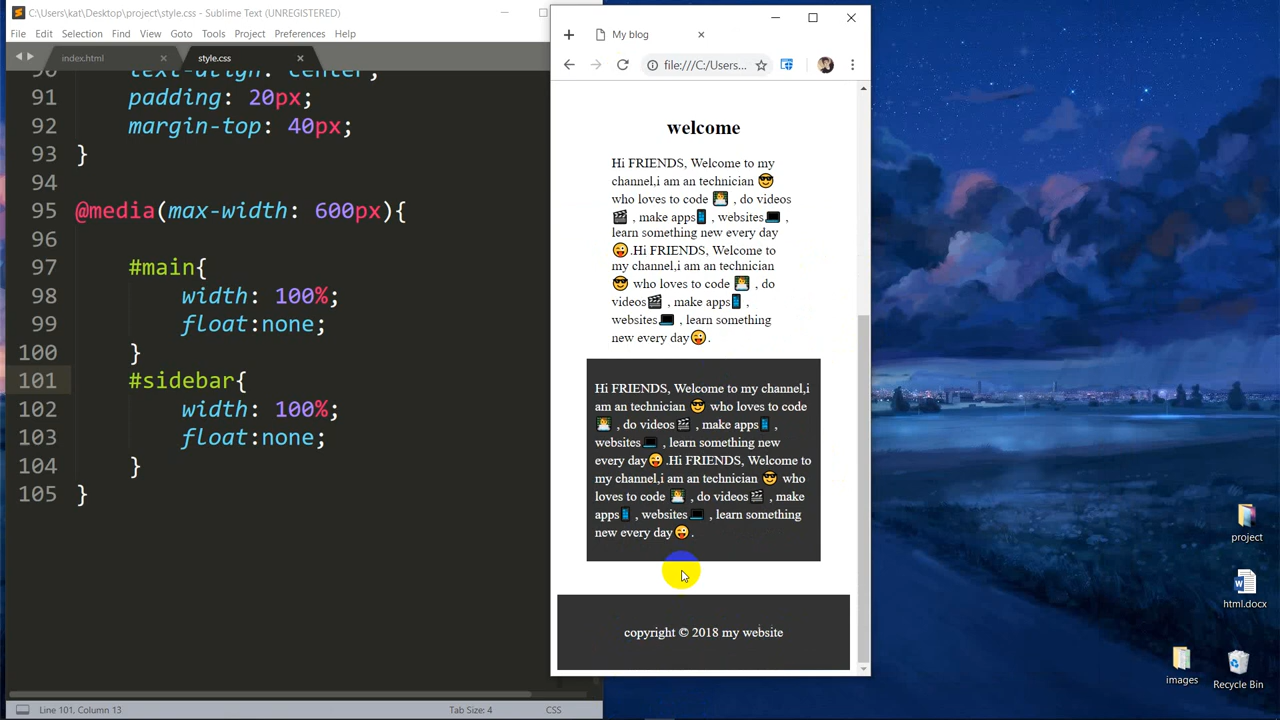 C:\Users\kat\Desktop\project\style.css - Sublime Text (UNREGISTERED)
File Edit Selection Find View Goto Tools Project Preferences Help
index.html
style.css
90 text-align: center;
91 padding: 20px;
92 margin-top: 40px;
93 }
94
95 @media(max-width: 600px){
96
97 #main{
98 width: 100%;
99 float:none;
100 }
101 #sidebar{
102 width: 100%;
103 float:none;
104 }
105 }
Line 101, Column 13
Tab Size: 4
CSS
My blog
file:///C:/Users...
welcome
Hi FRIENDS, Welcome to my
channel,i am an technician 😎
who loves to code 👨‍💻 , do videos
🎬 , make apps📱 , websites💻 ,
learn something new every day
😜.Hi FRIENDS, Welcome to
my channel,i am an technician
😎 who loves to code 👨‍💻 , do
videos🎬 , make apps📱 ,
websites💻 , learn something
new every day😜.
Hi FRIENDS, Welcome to my channel,i
am an technician 😎 who loves to code
👨‍💻 , do videos🎬 , make apps📱 ,
websites💻 , learn something new
every day😜.Hi FRIENDS, Welcome to
my channel,i am an technician 😎 who
loves to code 👨‍💻 , do videos🎬 , make
apps📱 , websites💻 , learn something
new every day😜.
copyright © 2018 my website
project
html.docx
images
Recycle Bin